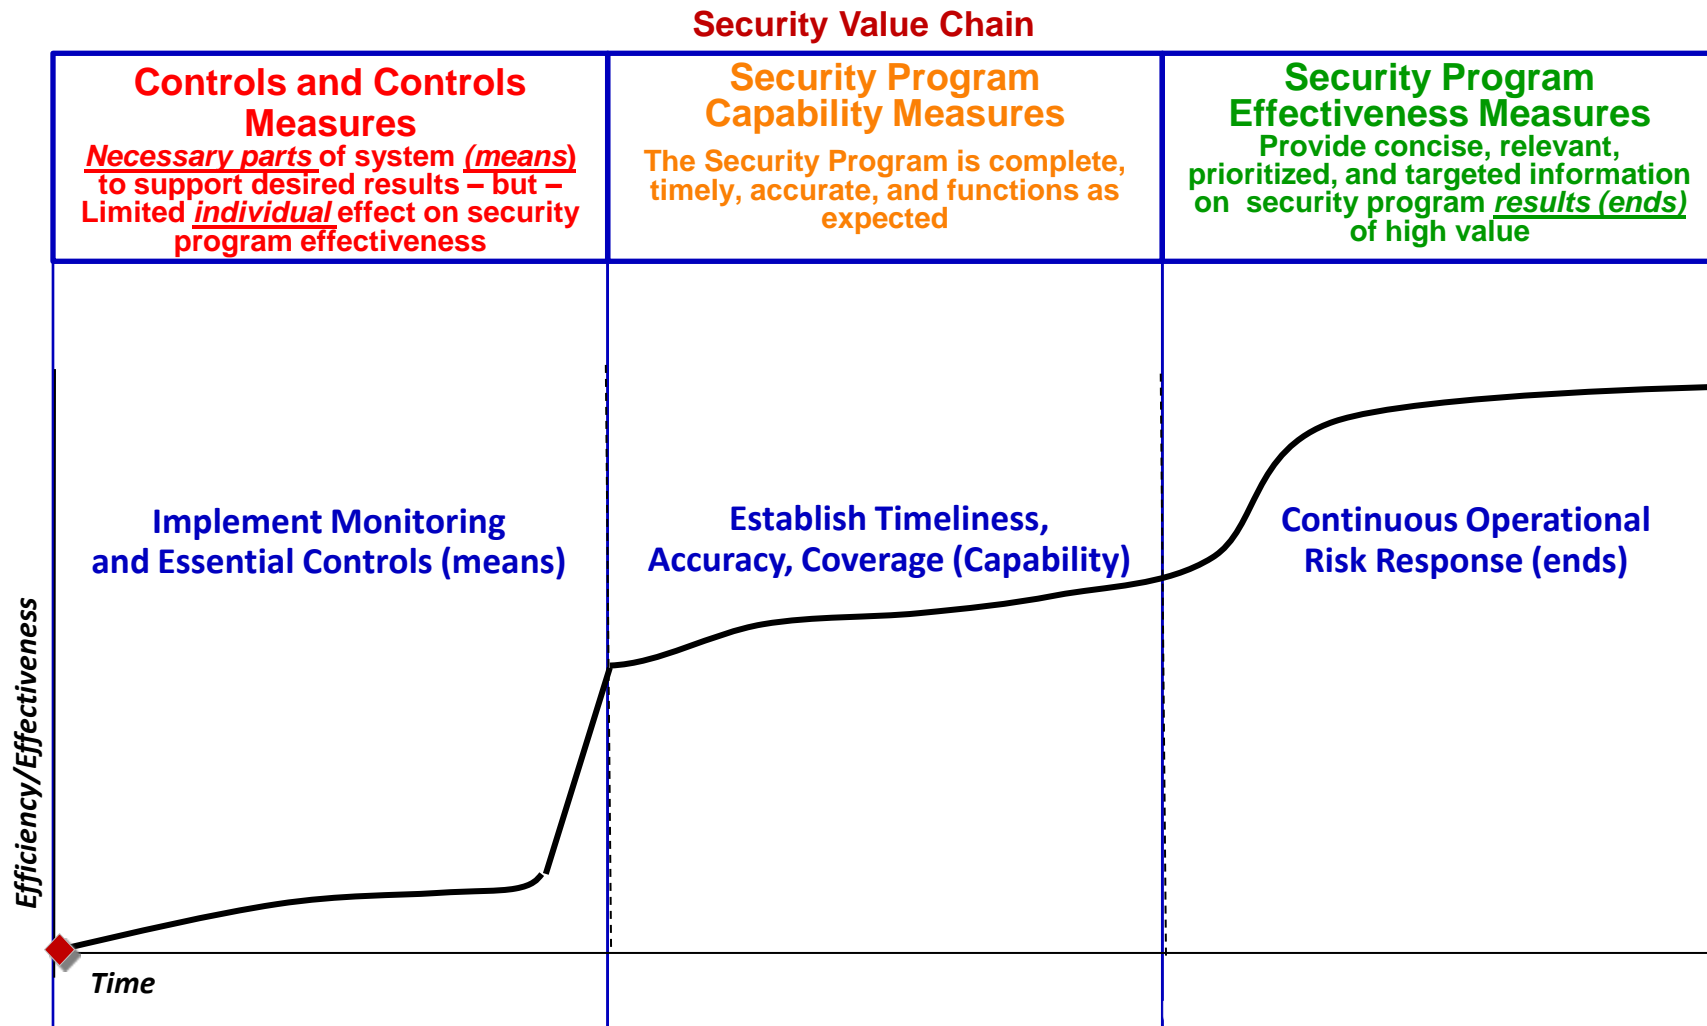 Security Value Chain
Controls and Controls
Measures
Necessary parts of system (means)
to support desired results – but –
Limited individual effect on security
program effectiveness
Security Program
Capability Measures
The Security Program is complete,
timely, accurate, and functions as
expected
Security Program
Effectiveness Measures
Provide concise, relevant,
prioritized, and targeted information
on security program results (ends)
of high value
Implement Monitoring
and Essential Controls (means)
Establish Timeliness,
Accuracy, Coverage (Capability)
Continuous Operational
Risk Response (ends)
Efficiency/Effectiveness
Time